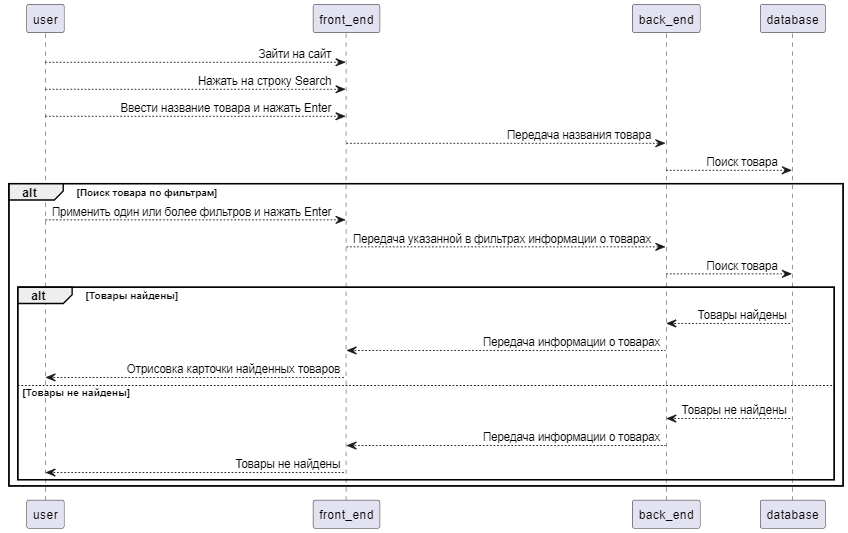 user front_end back_end database
Зайти на сайт
Нажать на строку Search
Ввести название товара и нажать Enter
Передача названия товара
Поиск товара
alt [Поиск товара по фильтрам]
Применить один или более фильтров и нажать Enter
Передача указанной в фильтрах информации о товарах
Поиск товара
alt [Товары найдены]
Товары найдены
Передача информации о товарах
Отрисовка карточки найденных товаров
[Товары не найдены]
Товары не найдены
Передача информации о товарах
Товары не найдены
user front_end back_end database